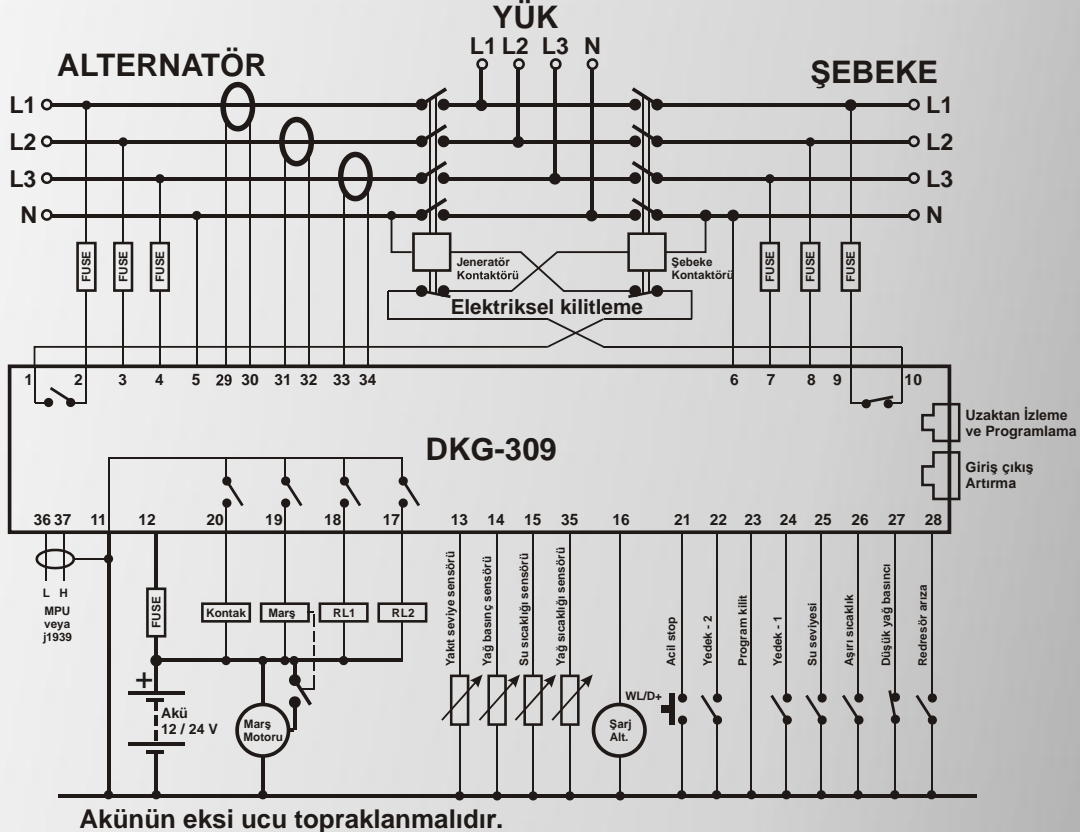 YÜK
L1 L2 L3 N
ALTERNATÖR
ŞEBEKE
L1
L1
L2
L2
L3
L3
N
N
FUSE
FUSE
FUSE
Jeneratör
Kontaktörü
Şebeke
Kontaktörü
FUSE
FUSE
FUSE
Elektriksel kilitleme
1 2 3 4 5 29 30 31 32 33 34 6 7 8 9 10
DKG-309
Uzaktan İzleme
ve Programlama
Giriş çıkış
Artırma
36 37 11 12 20 19 18 17 13 14 15 35 16 21 22 23 24 25 26 27 28
L H
MPU
veya
j1939
FUSE
Kontak
Marş
RL1
RL2
Yakıt seviye sensörü
Yağ basınç sensörü
Su sıcaklığı sensörü
Yağ sıcaklığı sensörü
Acil stop
Yedek - 2
Program kilit
Yedek - 1
Su seviyesi
Aşırı sıcaklık
Düşük yağ basıncı
Redresör arıza
+
Akü
12 / 24 V
Marş
Motoru
WL/D+
Şarj
Alt.
Akünün eksi ucu topraklanmalıdır.